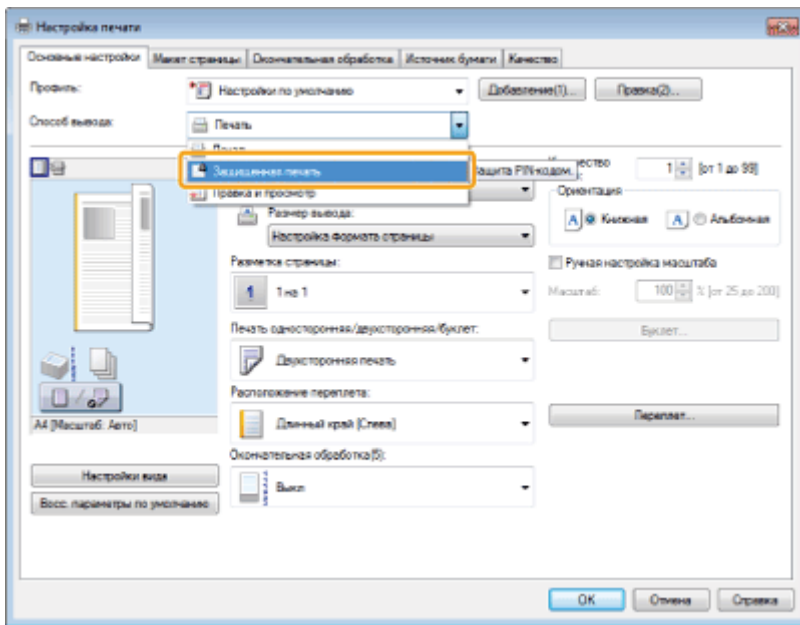 Настройка печати
Основные настройки Макет страницы Окончательная обработка Источник бумаги Качество
Профиль: Настройки по умолчанию Добавление(1)... Правка(2)...
Способ вывода: Печать
Печать
Защищенная печать
Правка и просмотр
PIN-кодом.
1 [от 1 до 99]
Размер вывода:
Настройка формата страницы
Ориентация
A Книжная A Альбомная
Разметка страницы:
1 1 на 1
Ручная настройка масштаба
Масштаб: 100 % [от 25 до 200]
Печать односторонняя/двухсторонняя/буклет:
Двухсторонняя печать
Буклет...
Расположение переплета:
Длинный край [Слева]
Переплет...
A4 [Масштаб: Авто]
Окончательная обработка(5):
Выкл
Настройки вида
Восс. параметры по умолчанию
OK Отмена Справка